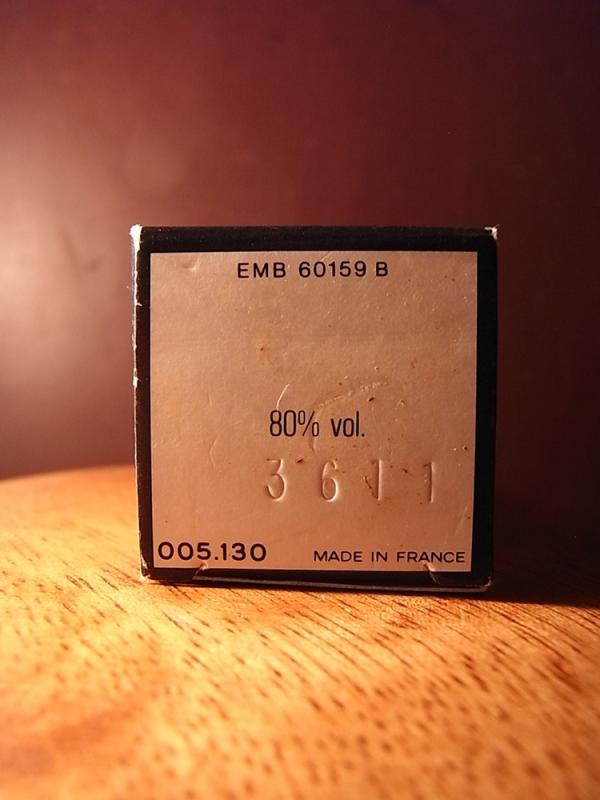 EMB 60159 B
80% vol.
3611
005.130
MADE IN FRANCE